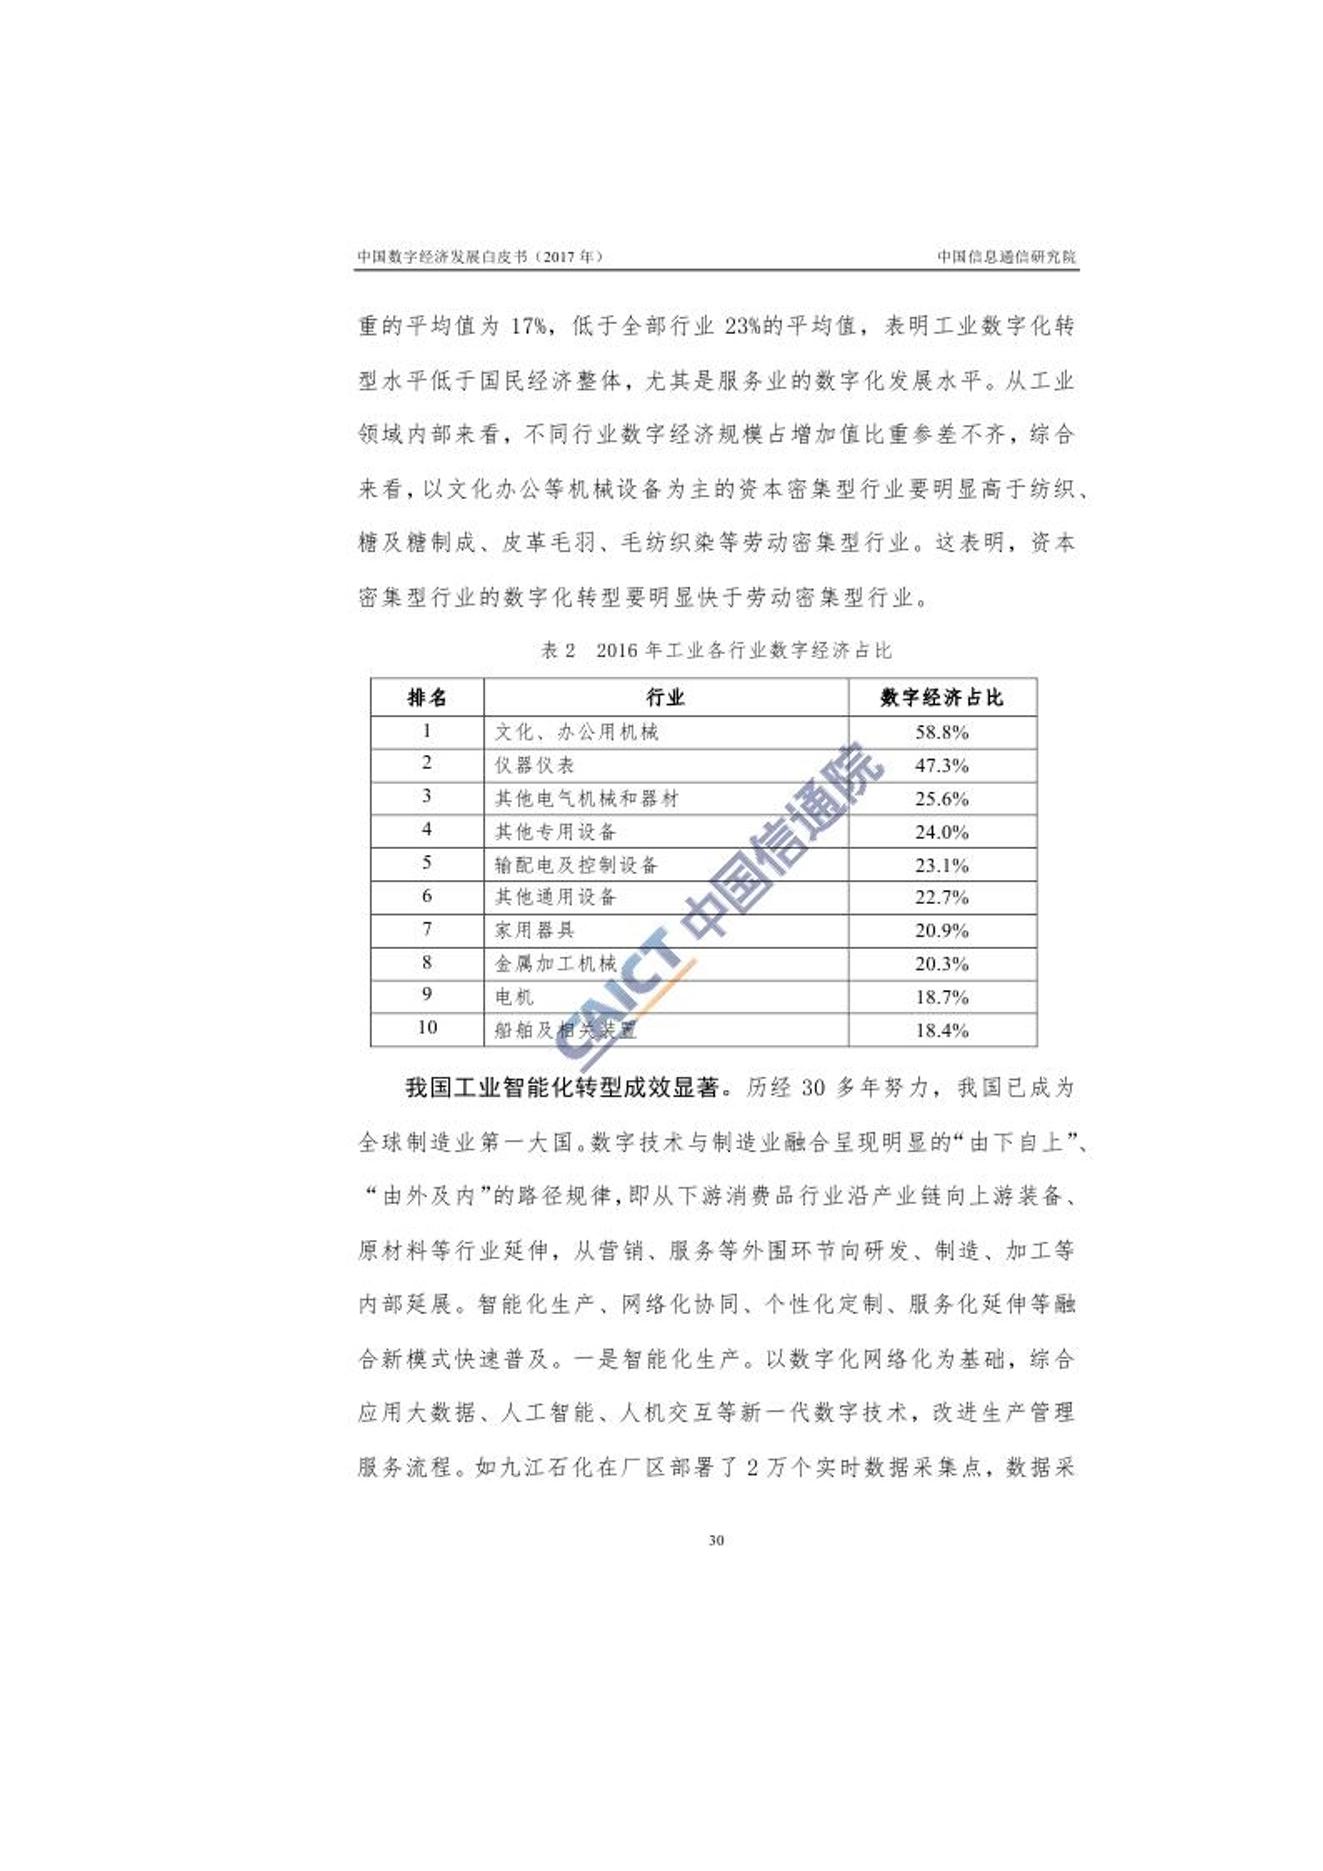 中国数字经济发展白皮书（2017 年） 中国信息通信研究院
重的平均值为 17%，低于全部行业 23%的平均值，表明工业数字化转
型水平低于国民经济整体，尤其是服务业的数字化发展水平。从工业
领域内部来看，不同行业数字经济规模占增加值比重参差不齐，综合
来看，以文化办公等机械设备为主的资本密集型行业要明显高于纺织、
糖及糖制成、皮革毛羽、毛纺织染等劳动密集型行业。这表明，资本
密集型行业的数字化转型要明显快于劳动密集型行业。
表 2 2016 年工业各行业数字经济占比
排名 行业 数字经济占比
1 文化、办公用机械 58.8%
2 仪器仪表 47.3%
3 其他电气机械和器材 25.6%
4 其他专用设备 24.0%
5 输配电及控制设备 23.1%
6 其他通用设备 22.7%
7 家用器具 20.9%
8 金属加工机械 20.3%
9 电机 18.7%
10 船舶及相关装置 18.4%
CAICT 中国信通院
我国工业智能化转型成效显著。历经 30 多年努力，我国已成为
全球制造业第一大国。数字技术与制造业融合呈现明显的“由下自上”、
“由外及内”的路径规律，即从下游消费品行业沿产业链向上游装备、
原材料等行业延伸，从营销、服务等外围环节向研发、制造、加工等
内部延展。智能化生产、网络化协同、个性化定制、服务化延伸等融
合新模式快速普及。一是智能化生产。以数字化网络化为基础，综合
应用大数据、人工智能、人机交互等新一代数字技术，改进生产管理
服务流程。如九江石化在厂区部署了 2 万个实时数据采集点，数据采
30